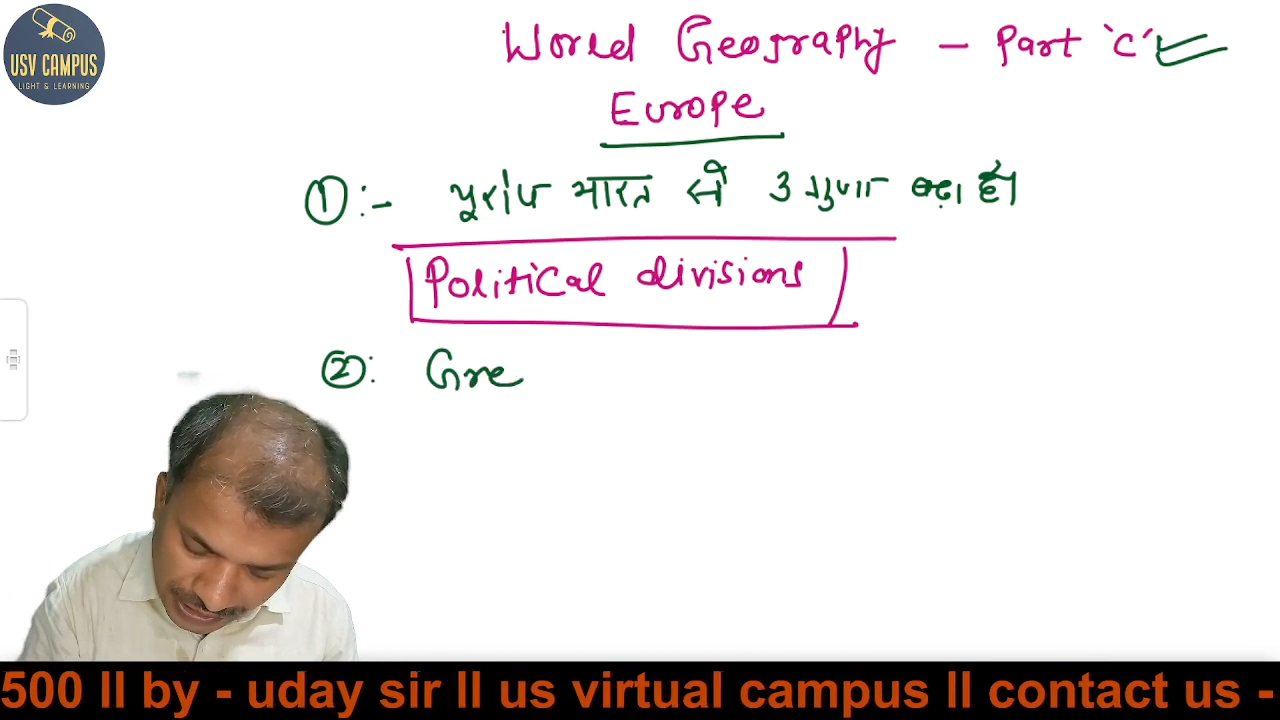 USV CAMPUS
LIGHT & LEARNING
World Geography - Part 'C'
Europe
①:- यूरोप भारत से 3 गुणा बड़ा है।
Political divisions
②: Gre
500 ll by - uday sir ll us virtual campus ll contact us -